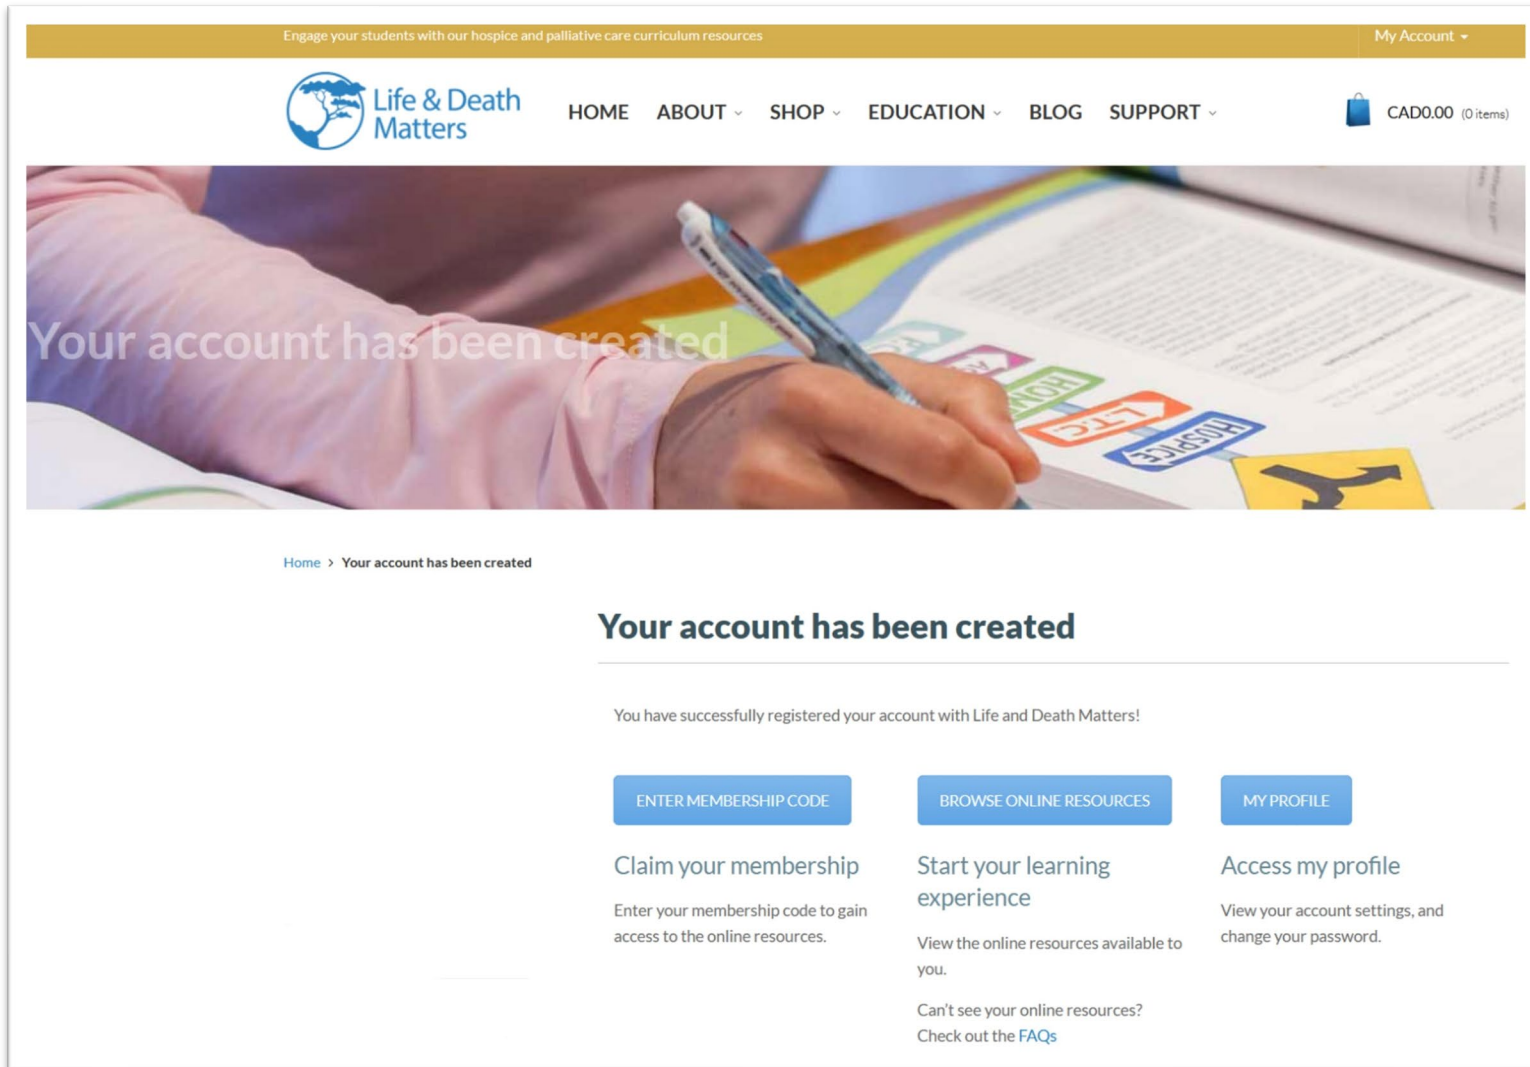 Engage your students with our hospice and palliative care curriculum resources
My Account
Life & Death
Matters
HOME ABOUT SHOP EDUCATION BLOG SUPPORT
CAD0.00 (0 items)
Your account has been created
HOSPICE
L.T.C.
Home > Your account has been created
Your account has been created
You have successfully registered your account with Life and Death Matters!
ENTER MEMBERSHIP CODE
Claim your membership
Enter your membership code to gain
access to the online resources.
BROWSE ONLINE RESOURCES
Start your learning
experience
View the online resources available to
you.
Can't see your online resources?
Check out the FAQs
MY PROFILE
Access my profile
View your account settings, and
change your password.